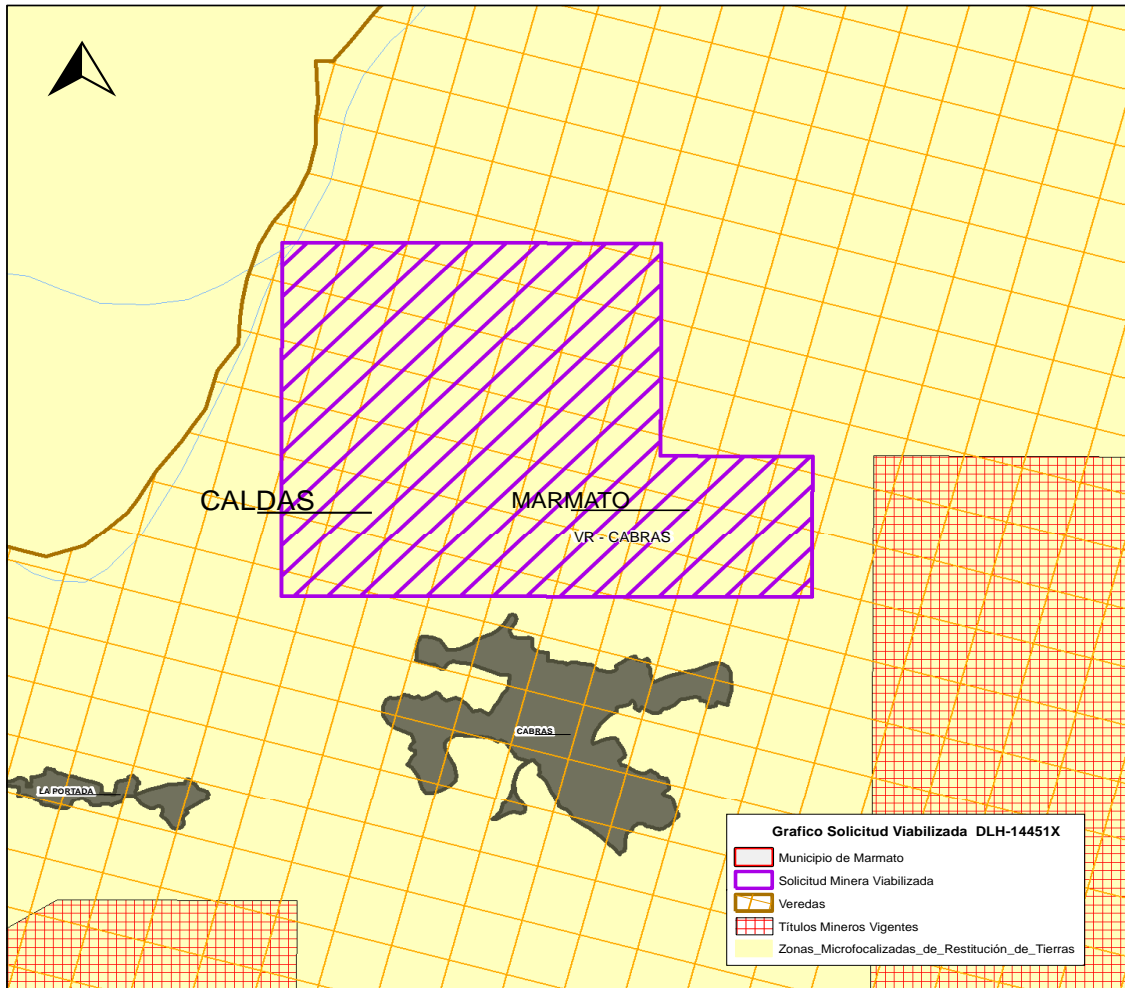 CALDAS
MARMATO
VR - CABRAS
CABRAS
LA PORTADA
Grafico Solicitud Viabilizada DLH-14451X
Municipio de Marmato
Solicitud Minera Viabilizada
Veredas
Títulos Mineros Vigentes
Zonas_Microfocalizadas_de_Restitución_de_Tierras